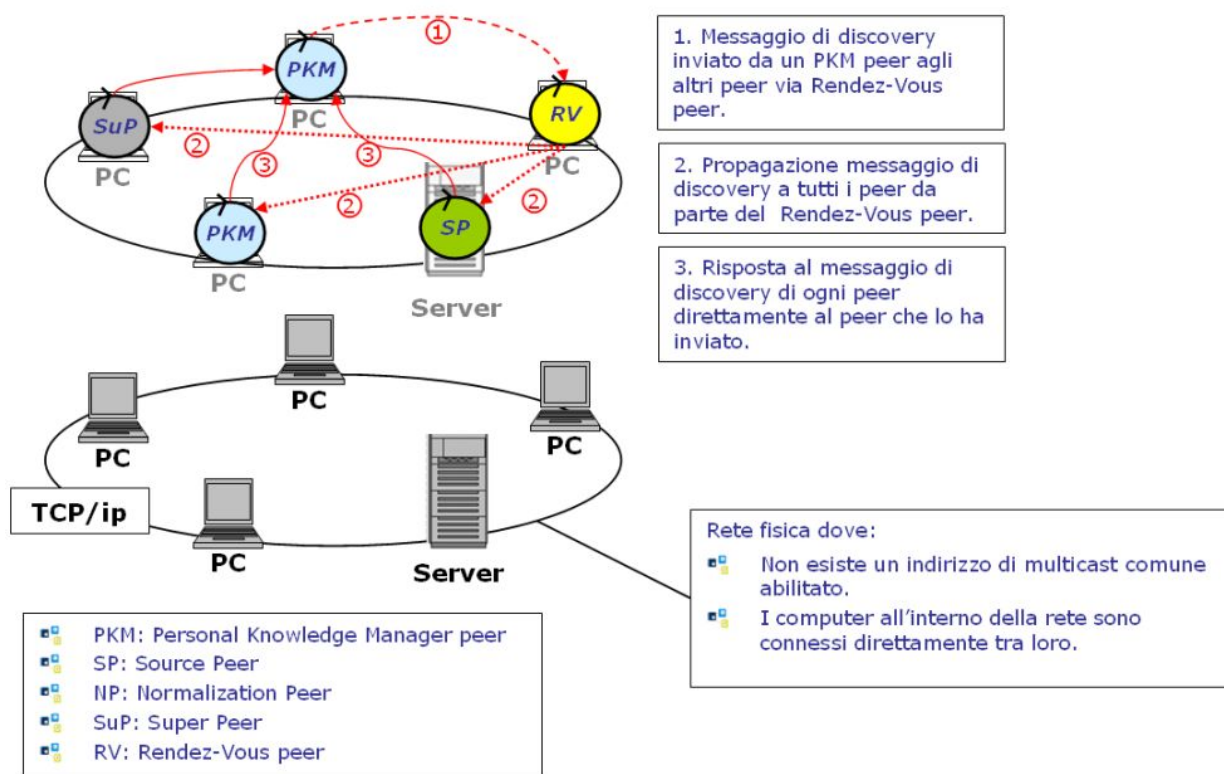 ①
PKM
PC
RV
PC
SuP
PC
②
③
③
②
②
PKM
PC
SP
Server
1. Messaggio di discovery
inviato da un PKM peer agli
altri peer via Rendez-Vous
peer.
2. Propagazione messaggio di
discovery a tutti i peer da
parte del Rendez-Vous peer.
3. Risposta al messaggio di
discovery di ogni peer
direttamente al peer che lo ha
inviato.
PC
PC
PC
TCP/ip
PC
Server
Rete fisica dove:
Non esiste un indirizzo di multicast comune
abilitato.
I computer all'interno della rete sono
connessi direttamente tra loro.
PKM: Personal Knowledge Manager peer
SP: Source Peer
NP: Normalization Peer
SuP: Super Peer
RV: Rendez-Vous peer